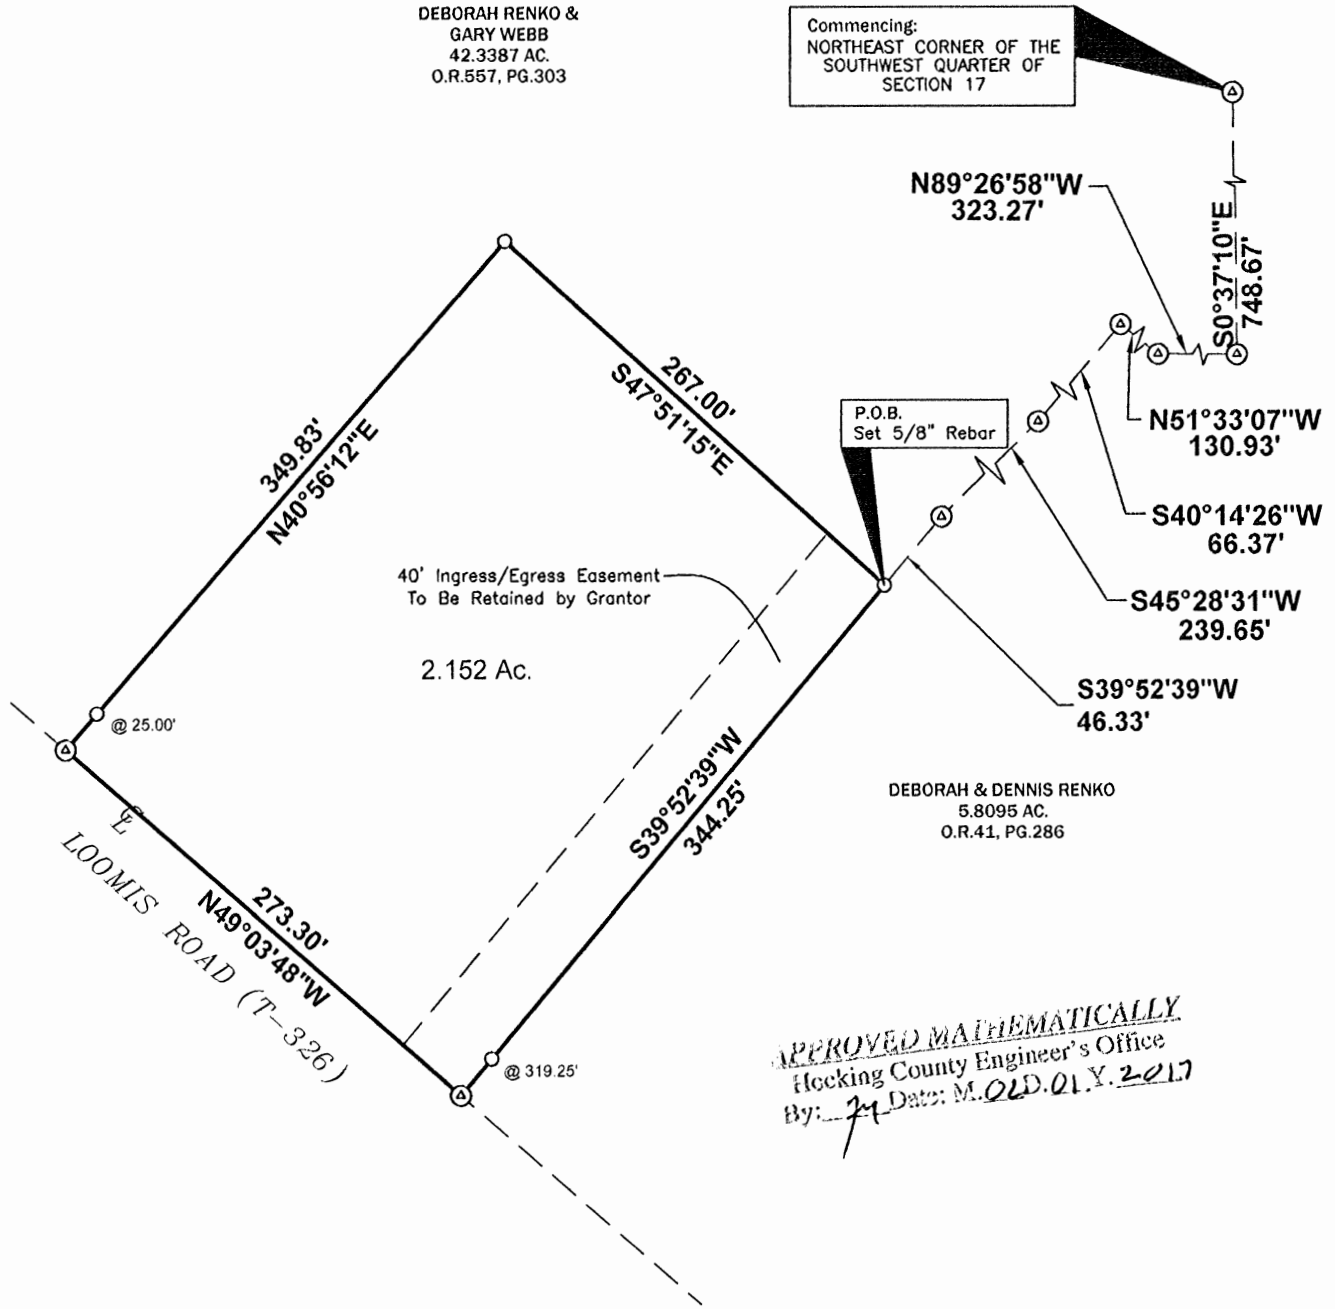 DEBORAH RENKO &
GARY WEBB
42.3387 AC.
O.R.557, PG.303
Commencing:
NORTHEAST CORNER OF THE
SOUTHWEST QUARTER OF
SECTION 17
N89°26'58"W
323.27'
S0°37'10"E
748.67'
267.00'
S47°51'15"E
P.O.B.
Set 5/8" Rebar
N51°33'07"W
130.93'
349.83'
N40°56'12"E
S40°14'26"W
66.37'
40' Ingress/Egress Easement
To Be Retained by Grantor
S45°28'31"W
239.65'
2.152 Ac.
S39°52'39"W
46.33'
@ 25.00'
S39°52'39"W
344.25'
DEBORAH & DENNIS RENKO
5.8095 AC.
O.R.41, PG.286
℄
LOOMIS ROAD (T-326)
273.30'
N49°03'48"W
@ 319.25'
APPROVED MATHEMATICALLY
Hocking County Engineer's Office
By: Date: M. D.01 Y.2017